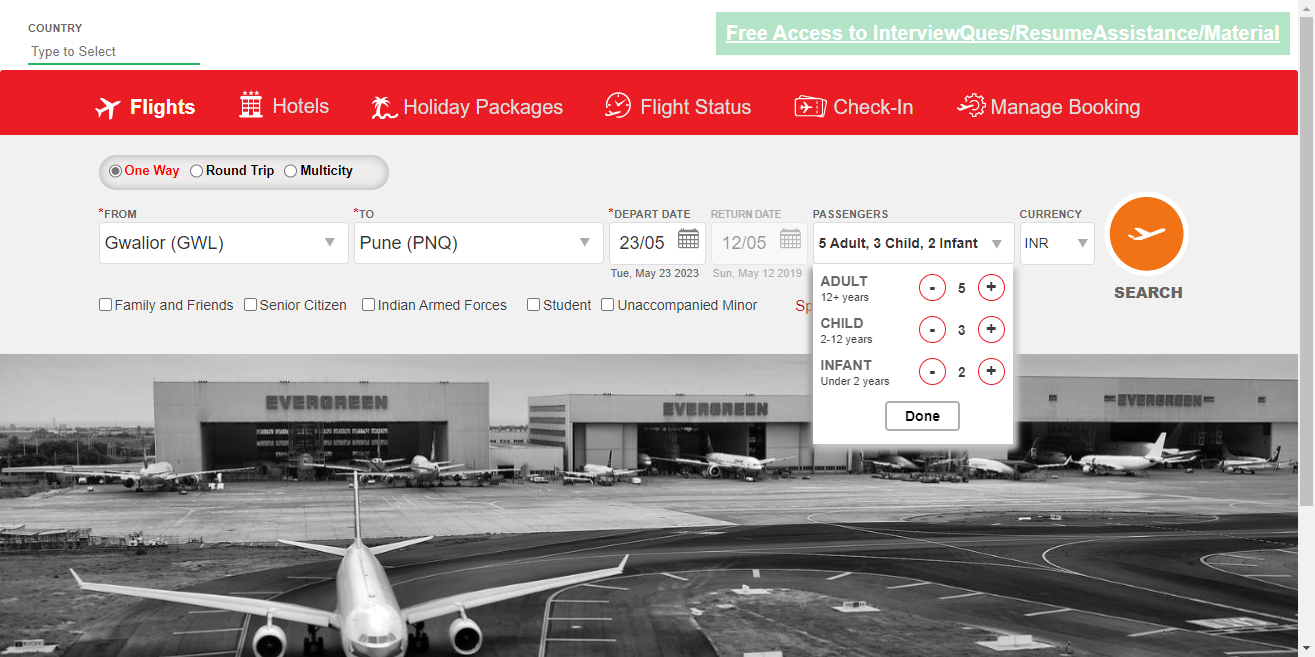 COUNTRY
Type to Select
Free Access to InterviewQues/ResumeAssistance/Material
Flights Hotels Holiday Packages Flight Status Check-In Manage Booking
One Way Round Trip Multicity
*FROM *TO *DEPART DATE RETURN DATE PASSENGERS CURRENCY
Gwalior (GWL) Pune (PNQ) 23/05 12/05 5 Adult, 3 Child, 2 Infant INR
Tue, May 23 2023 Sun, May 12 2019
SEARCH
Family and Friends Senior Citizen Indian Armed Forces Student Unaccompanied Minor
ADULT - 5 +
12+ years
CHILD - 3 +
2-12 years
INFANT - 2 +
Under 2 years
Done
EVERGREEN EVERGREEN EVERGREEN